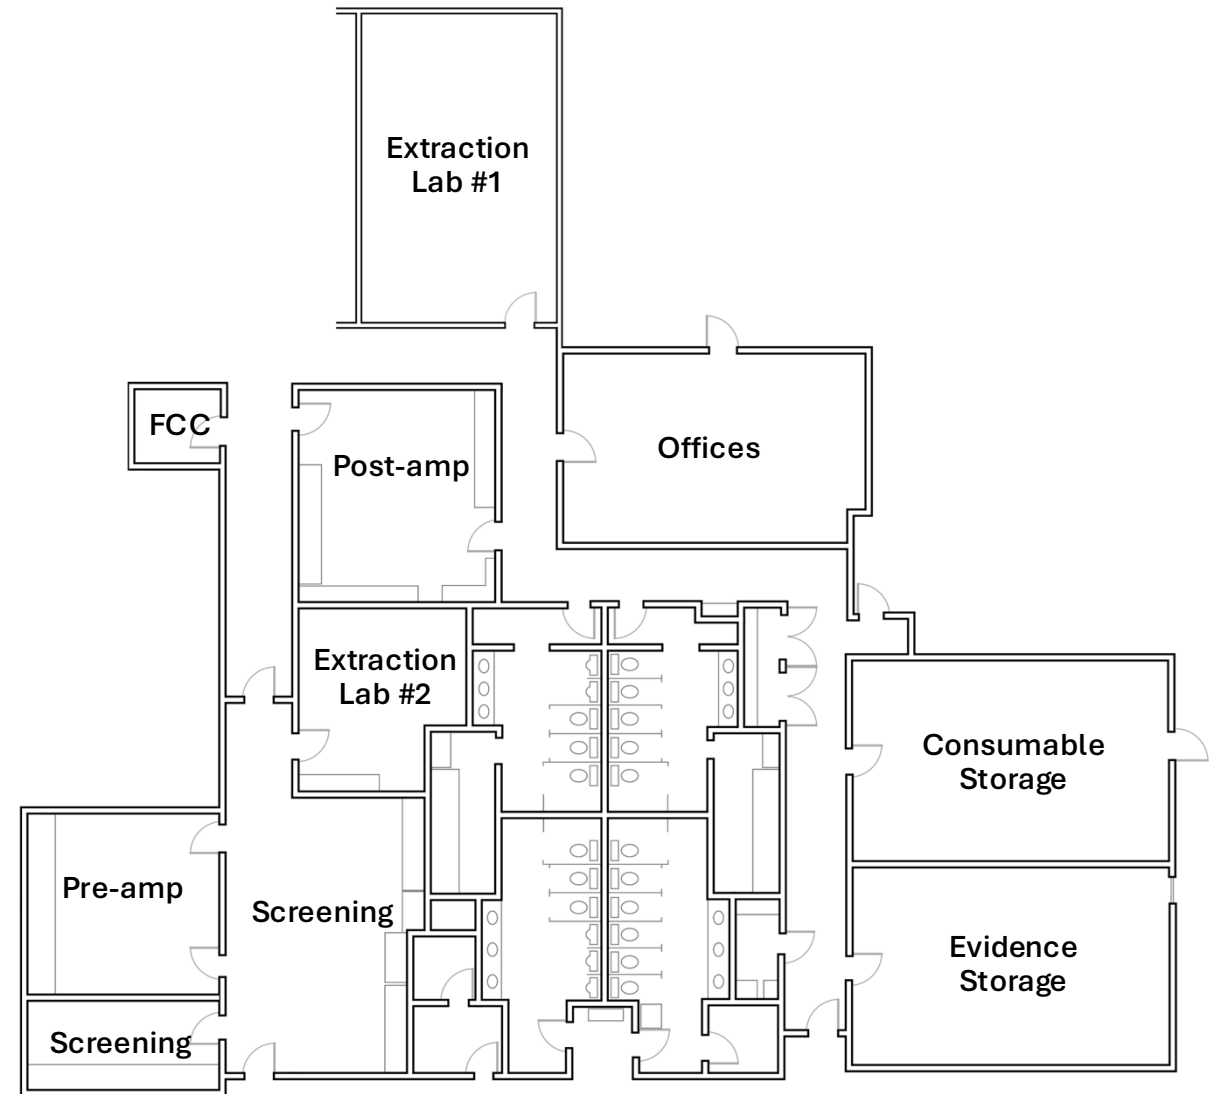 Extraction
Lab #1
FCC
Post-amp
Offices
Extraction
Lab #2
Consumable
Storage
Pre-amp
Screening
Evidence
Storage
Screening